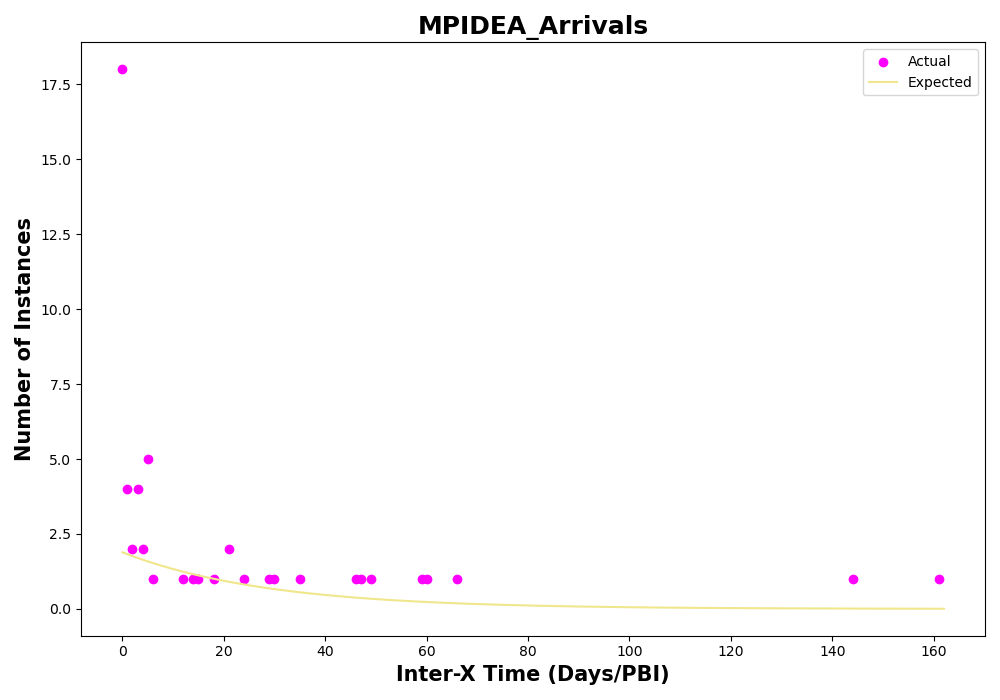 MPIDEA_Arrivals
Actual
Expected
Number of Instances
17.5
15.0
12.5
10.0
7.5
5.0
2.5
0.0
0 20 40 60 80 100 120 140 160
Inter-X Time (Days/PBI)